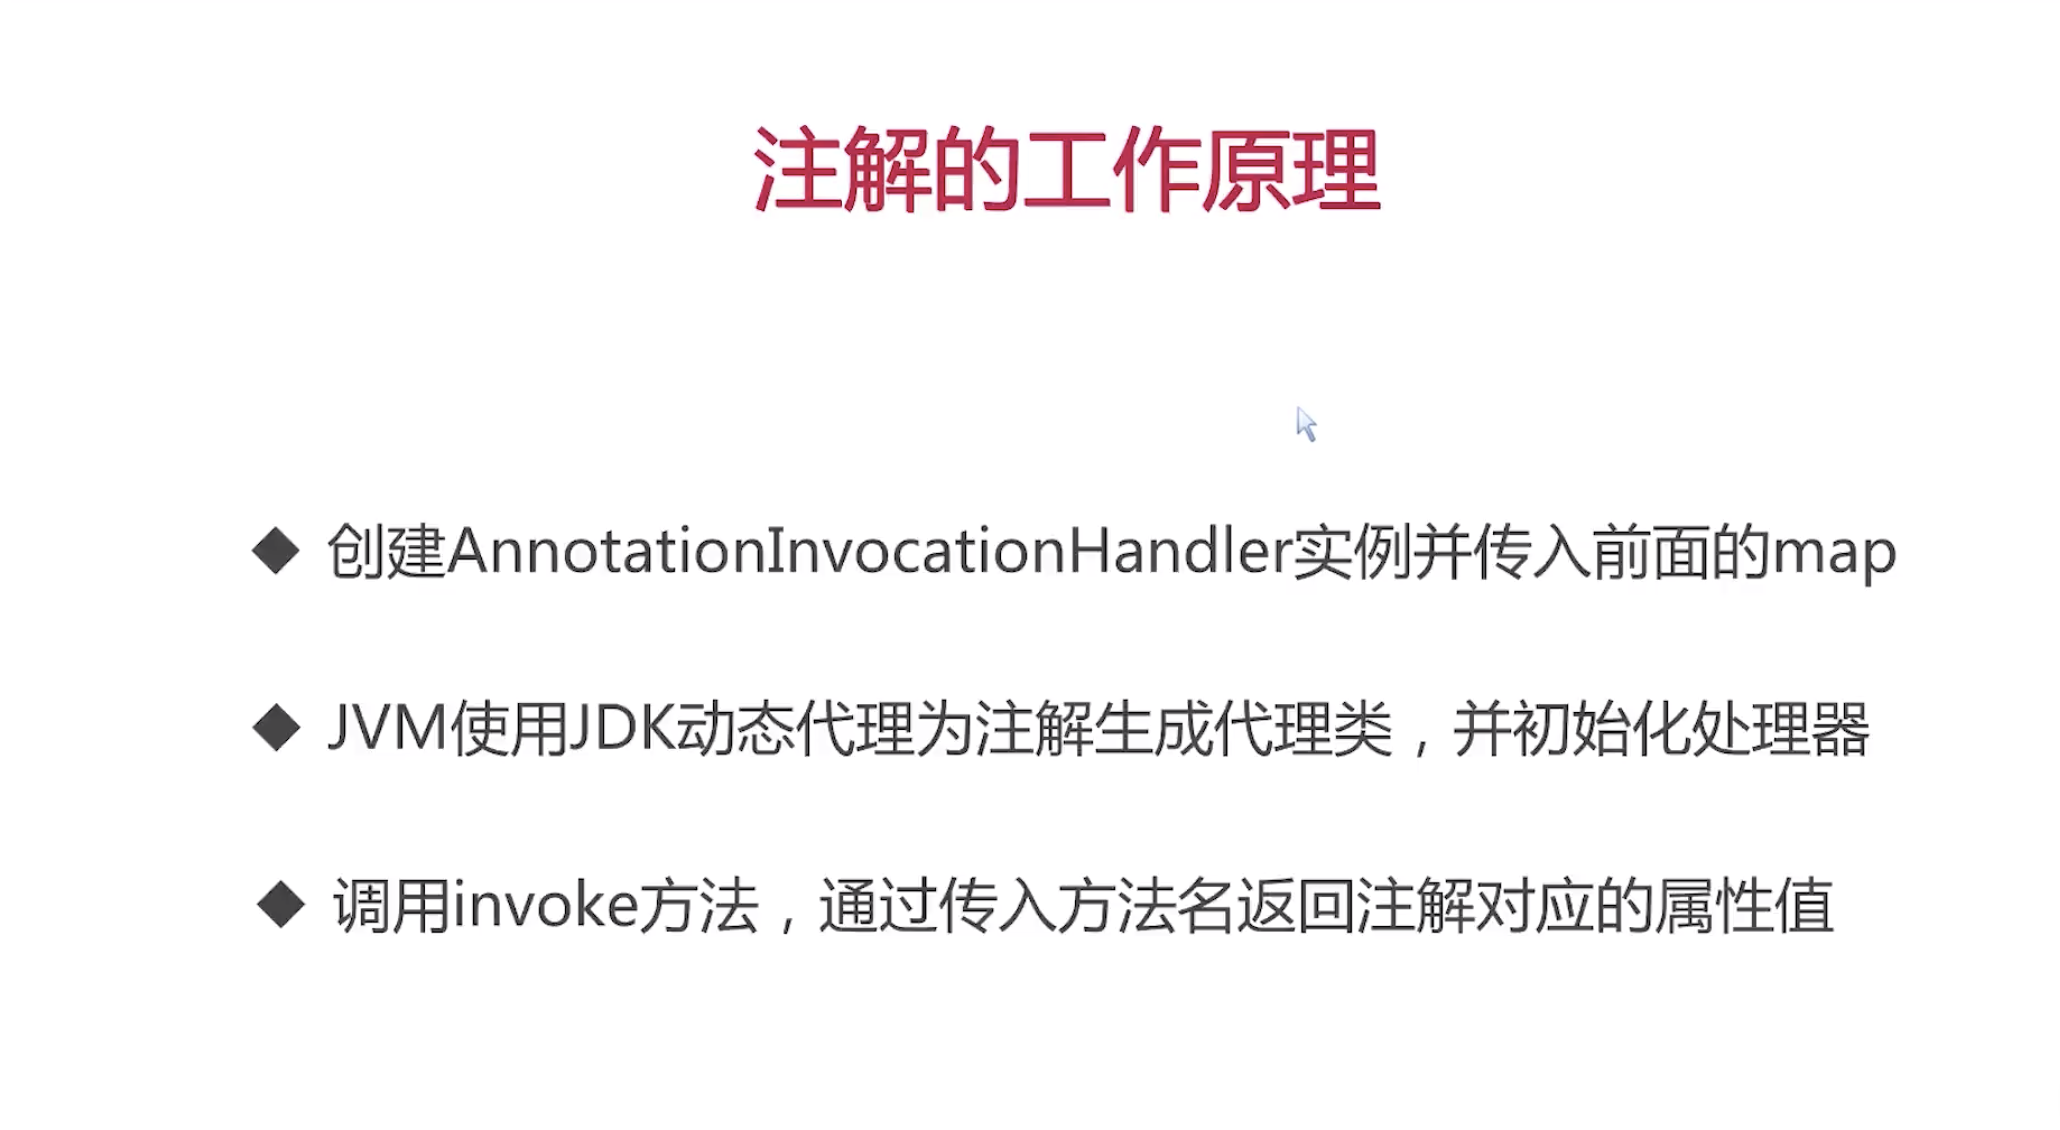 注解的工作原理
◆ 创建AnnotationInvocationHandler实例并传入前面的map
◆ JVM使用JDK动态代理为注解生成代理类，并初始化处理器
◆ 调用invoke方法，通过传入方法名返回注解对应的属性值